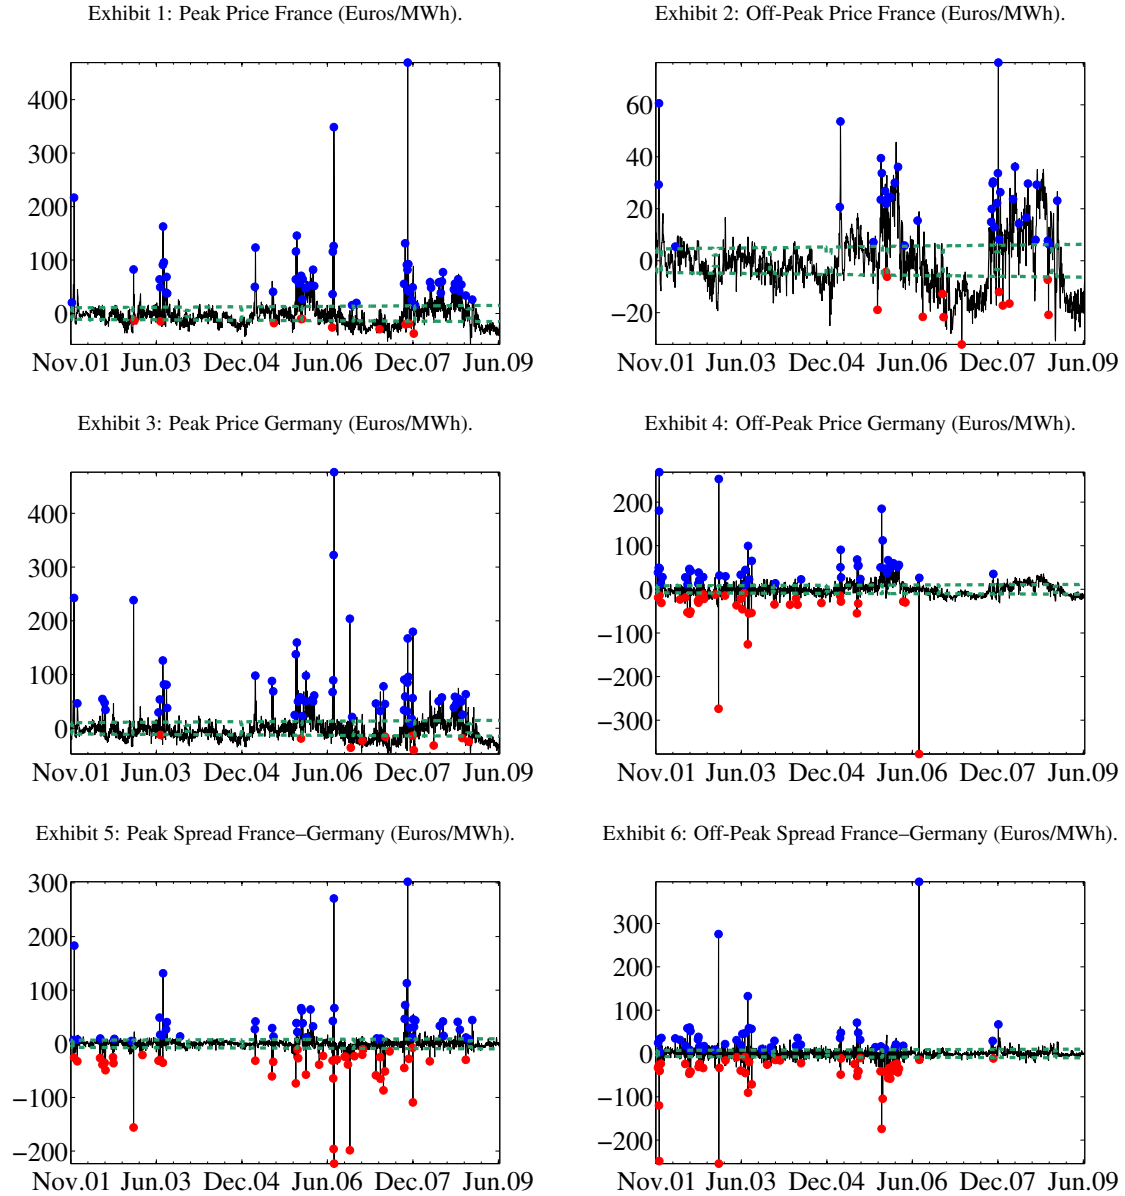 Exhibit 1: Peak Price France (Euros/MWh).
400
300
200
100
0
Nov.01 Jun.03 Dec.04 Jun.06 Dec.07 Jun.09
Exhibit 2: Off-Peak Price France (Euros/MWh).
60
40
20
0
−20
Nov.01 Jun.03 Dec.04 Jun.06 Dec.07 Jun.09
Exhibit 3: Peak Price Germany (Euros/MWh).
400
300
200
100
0
Nov.01 Jun.03 Dec.04 Jun.06 Dec.07 Jun.09
Exhibit 4: Off-Peak Price Germany (Euros/MWh).
200
100
0
−100
−200
−300
Nov.01 Jun.03 Dec.04 Jun.06 Dec.07 Jun.09
Exhibit 5: Peak Spread France–Germany (Euros/MWh).
300
200
100
0
−100
−200
Nov.01 Jun.03 Dec.04 Jun.06 Dec.07 Jun.09
Exhibit 6: Off-Peak Spread France–Germany (Euros/MWh).
300
200
100
0
−100
−200
Nov.01 Jun.03 Dec.04 Jun.06 Dec.07 Jun.09